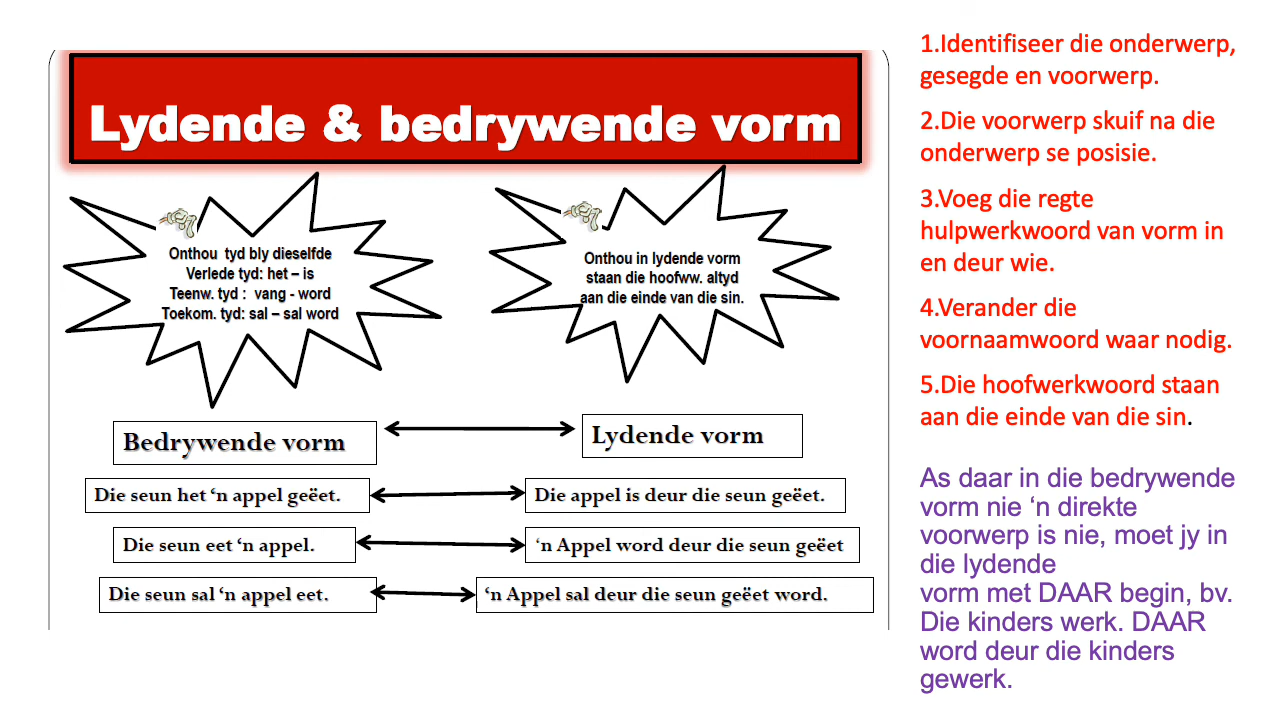 Lydende & bedrywende vorm
Onthou tyd bly dieselfde
Verlede tyd: het – is
Teenw. tyd : vang - word
Toekom. tyd: sal – sal word
Onthou in lydende vorm
staan die hoofww. altyd
aan die einde van die sin.
Bedrywende vorm
Lydende vorm
Die seun het ‘n appel geëet.
Die appel is deur die seun geëet.
Die seun eet ‘n appel.
‘n Appel word deur die seun geëet
Die seun sal ‘n appel eet.
‘n Appel sal deur die seun geëet word.
1.Identifiseer die onderwerp,
gesegde en voorwerp.
2.Die voorwerp skuif na die
onderwerp se posisie.
3.Voeg die regte
hulpwerkwoord van vorm in
en deur wie.
4.Verander die
voornaamwoord waar nodig.
5.Die hoofwerkwoord staan
aan die einde van die sin.
As daar in die bedrywende
vorm nie ‘n direkte
voorwerp is nie, moet jy in
die lydende
vorm met DAAR begin, bv.
Die kinders werk. DAAR
word deur die kinders
gewerk.